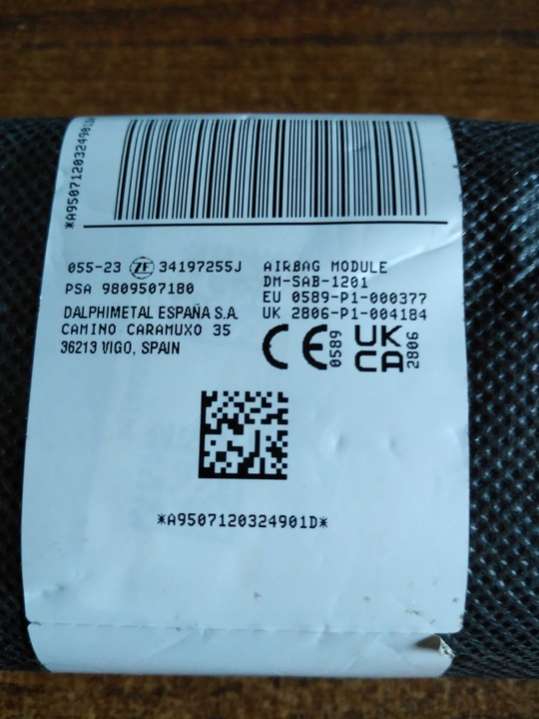 *A9507120324901D*
055-23 ZF 34197255J
PSA 9809507180
DALPHIMETAL ESPAÑA S.A.
CAMINO CARAMUXO 35
36213 VIGO, SPAIN
AIRBAG MODULE
DM-SAB-1201
EU 0589-P1-000377
UK 2806-P1-004184
CE 0589
UK
CA 2806
*A9507120324901D*